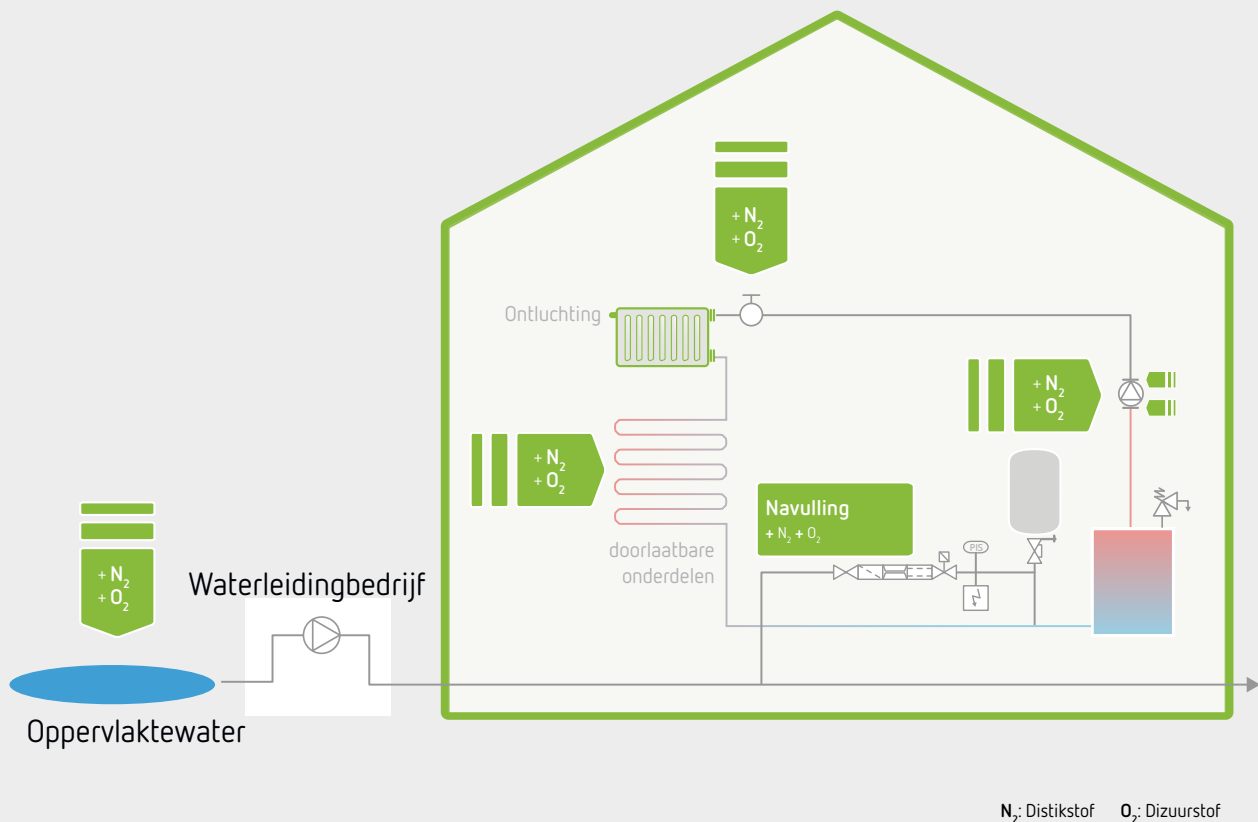 + N₂
+ O₂
Ontluchting
+ N₂
+ O₂
+ N₂
+ O₂
Navulling
+ N₂ + O₂
doorlaatbare
onderdelen
PIS
+ N₂
+ O₂
Waterleidingbedrijf
Oppervlaktewater
N₂: Distikstof O₂: Dizuurstof